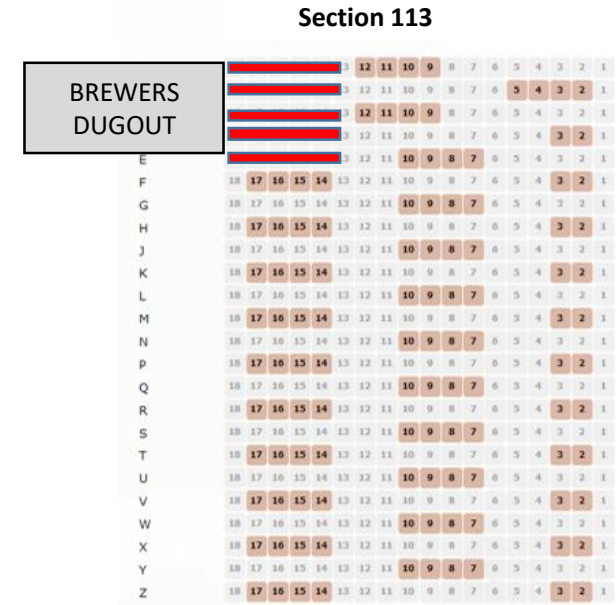 Section 113
BREWERS
DUGOUT
3 12 11 10 9 8 7 6 5 4 3 2 1
3 12 11 10 9 8 7 6 5 4 3 2 1
3 12 11 10 9 8 7 6 5 4 3 2 1
3 12 11 10 9 8 7 6 5 4 3 2 1
E 3 12 11 10 9 8 7 6 5 4 3 2 1
F 18 17 16 15 14 13 12 11 10 9 8 7 6 5 4 3 2 1
G 18 17 16 15 14 13 12 11 10 9 8 7 6 5 4 3 2 1
H 18 17 16 15 14 13 12 11 10 9 8 7 6 5 4 3 2 1
J 18 17 16 15 14 13 12 11 10 9 8 7 6 5 4 3 2 1
K 18 17 16 15 14 13 12 11 10 9 8 7 6 5 4 3 2 1
L 18 17 16 15 14 13 12 11 10 9 8 7 6 5 4 3 2 1
M 18 17 16 15 14 13 12 11 10 9 8 7 6 5 4 3 2 1
N 18 17 16 15 14 13 12 11 10 9 8 7 6 5 4 3 2 1
P 18 17 16 15 14 13 12 11 10 9 8 7 6 5 4 3 2 1
Q 18 17 16 15 14 13 12 11 10 9 8 7 6 5 4 3 2 1
R 18 17 16 15 14 13 12 11 10 9 8 7 6 5 4 3 2 1
S 18 17 16 15 14 13 12 11 10 9 8 7 6 5 4 3 2 1
T 18 17 16 15 14 13 12 11 10 9 8 7 6 5 4 3 2 1
U 18 17 16 15 14 13 12 11 10 9 8 7 6 5 4 3 2 1
V 18 17 16 15 14 13 12 11 10 9 8 7 6 5 4 3 2 1
W 18 17 16 15 14 13 12 11 10 9 8 7 6 5 4 3 2 1
X 18 17 16 15 14 13 12 11 10 9 8 7 6 5 4 3 2 1
Y 18 17 16 15 14 13 12 11 10 9 8 7 6 5 4 3 2 1
Z 18 17 16 15 14 13 12 11 10 9 8 7 6 5 4 3 2 1